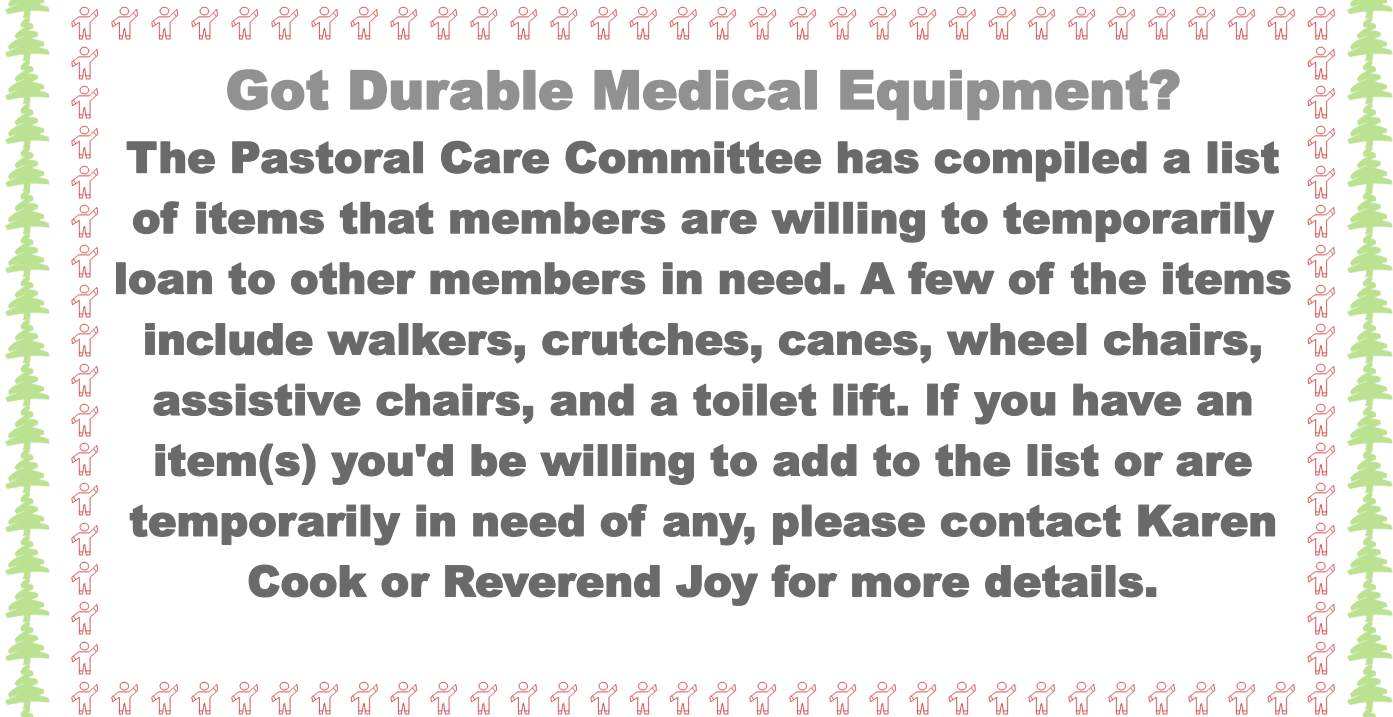 Got Durable Medical Equipment?
The Pastoral Care Committee has compiled a list
of items that members are willing to temporarily
loan to other members in need. A few of the items
include walkers, crutches, canes, wheel chairs,
assistive chairs, and a toilet lift. If you have an
item(s) you'd be willing to add to the list or are
temporarily in need of any, please contact Karen
Cook or Reverend Joy for more details.